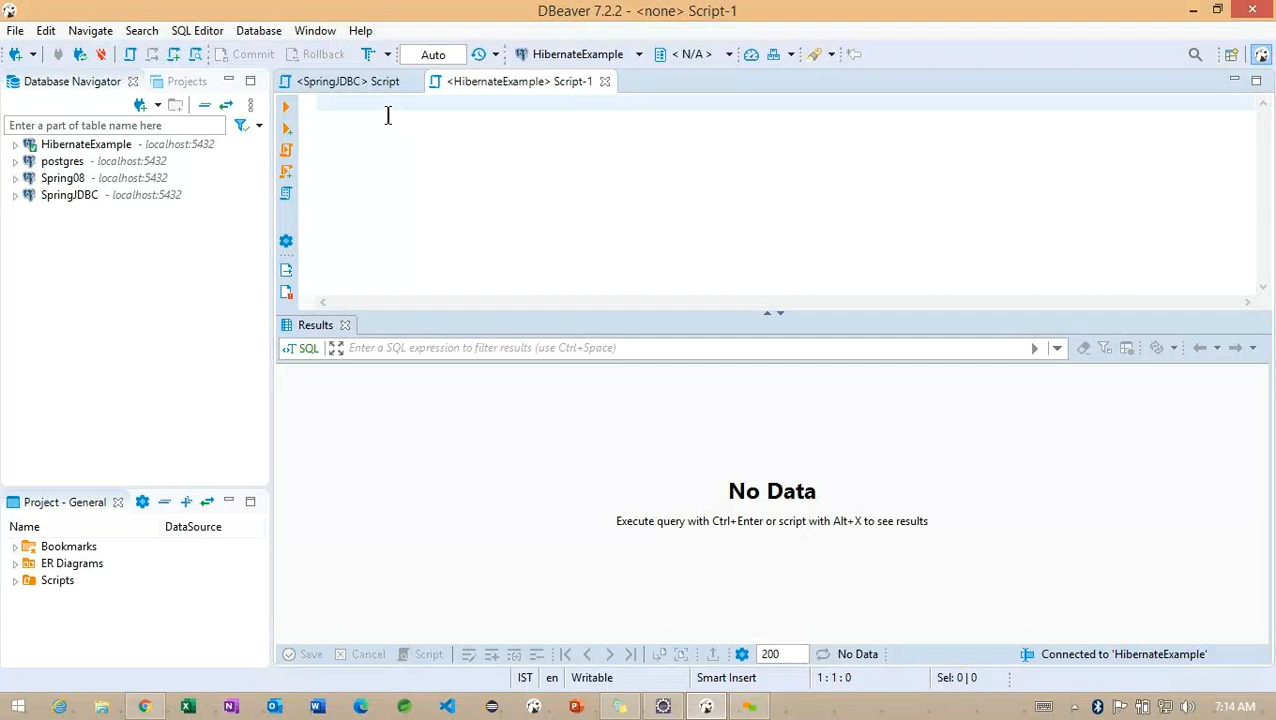 DBeaver 7.2.2 - <none> Script-1
File Edit Navigate Search SQL Editor Database Window Help
Commit Rollback Auto HibernateExample < N/A >
Database Navigator Projects <SpringJDBC> Script <HibernateExample> Script-1
Enter a part of table name here
HibernateExample - localhost:5432
postgres - localhost:5432
Spring08 - localhost:5432
SpringJDBC - localhost:5432
Results
SQL Enter a SQL expression to filter results (use Ctrl+Space)
No Data
Execute query with Ctrl+Enter or script with Alt+X to see results
Project - General
Name DataSource
Bookmarks
ER Diagrams
Scripts
Save Cancel Script 200 No Data Connected to 'HibernateExample'
IST en Writable Smart Insert 1 : 1 : 0 Sel: 0 | 0
7:14 AM